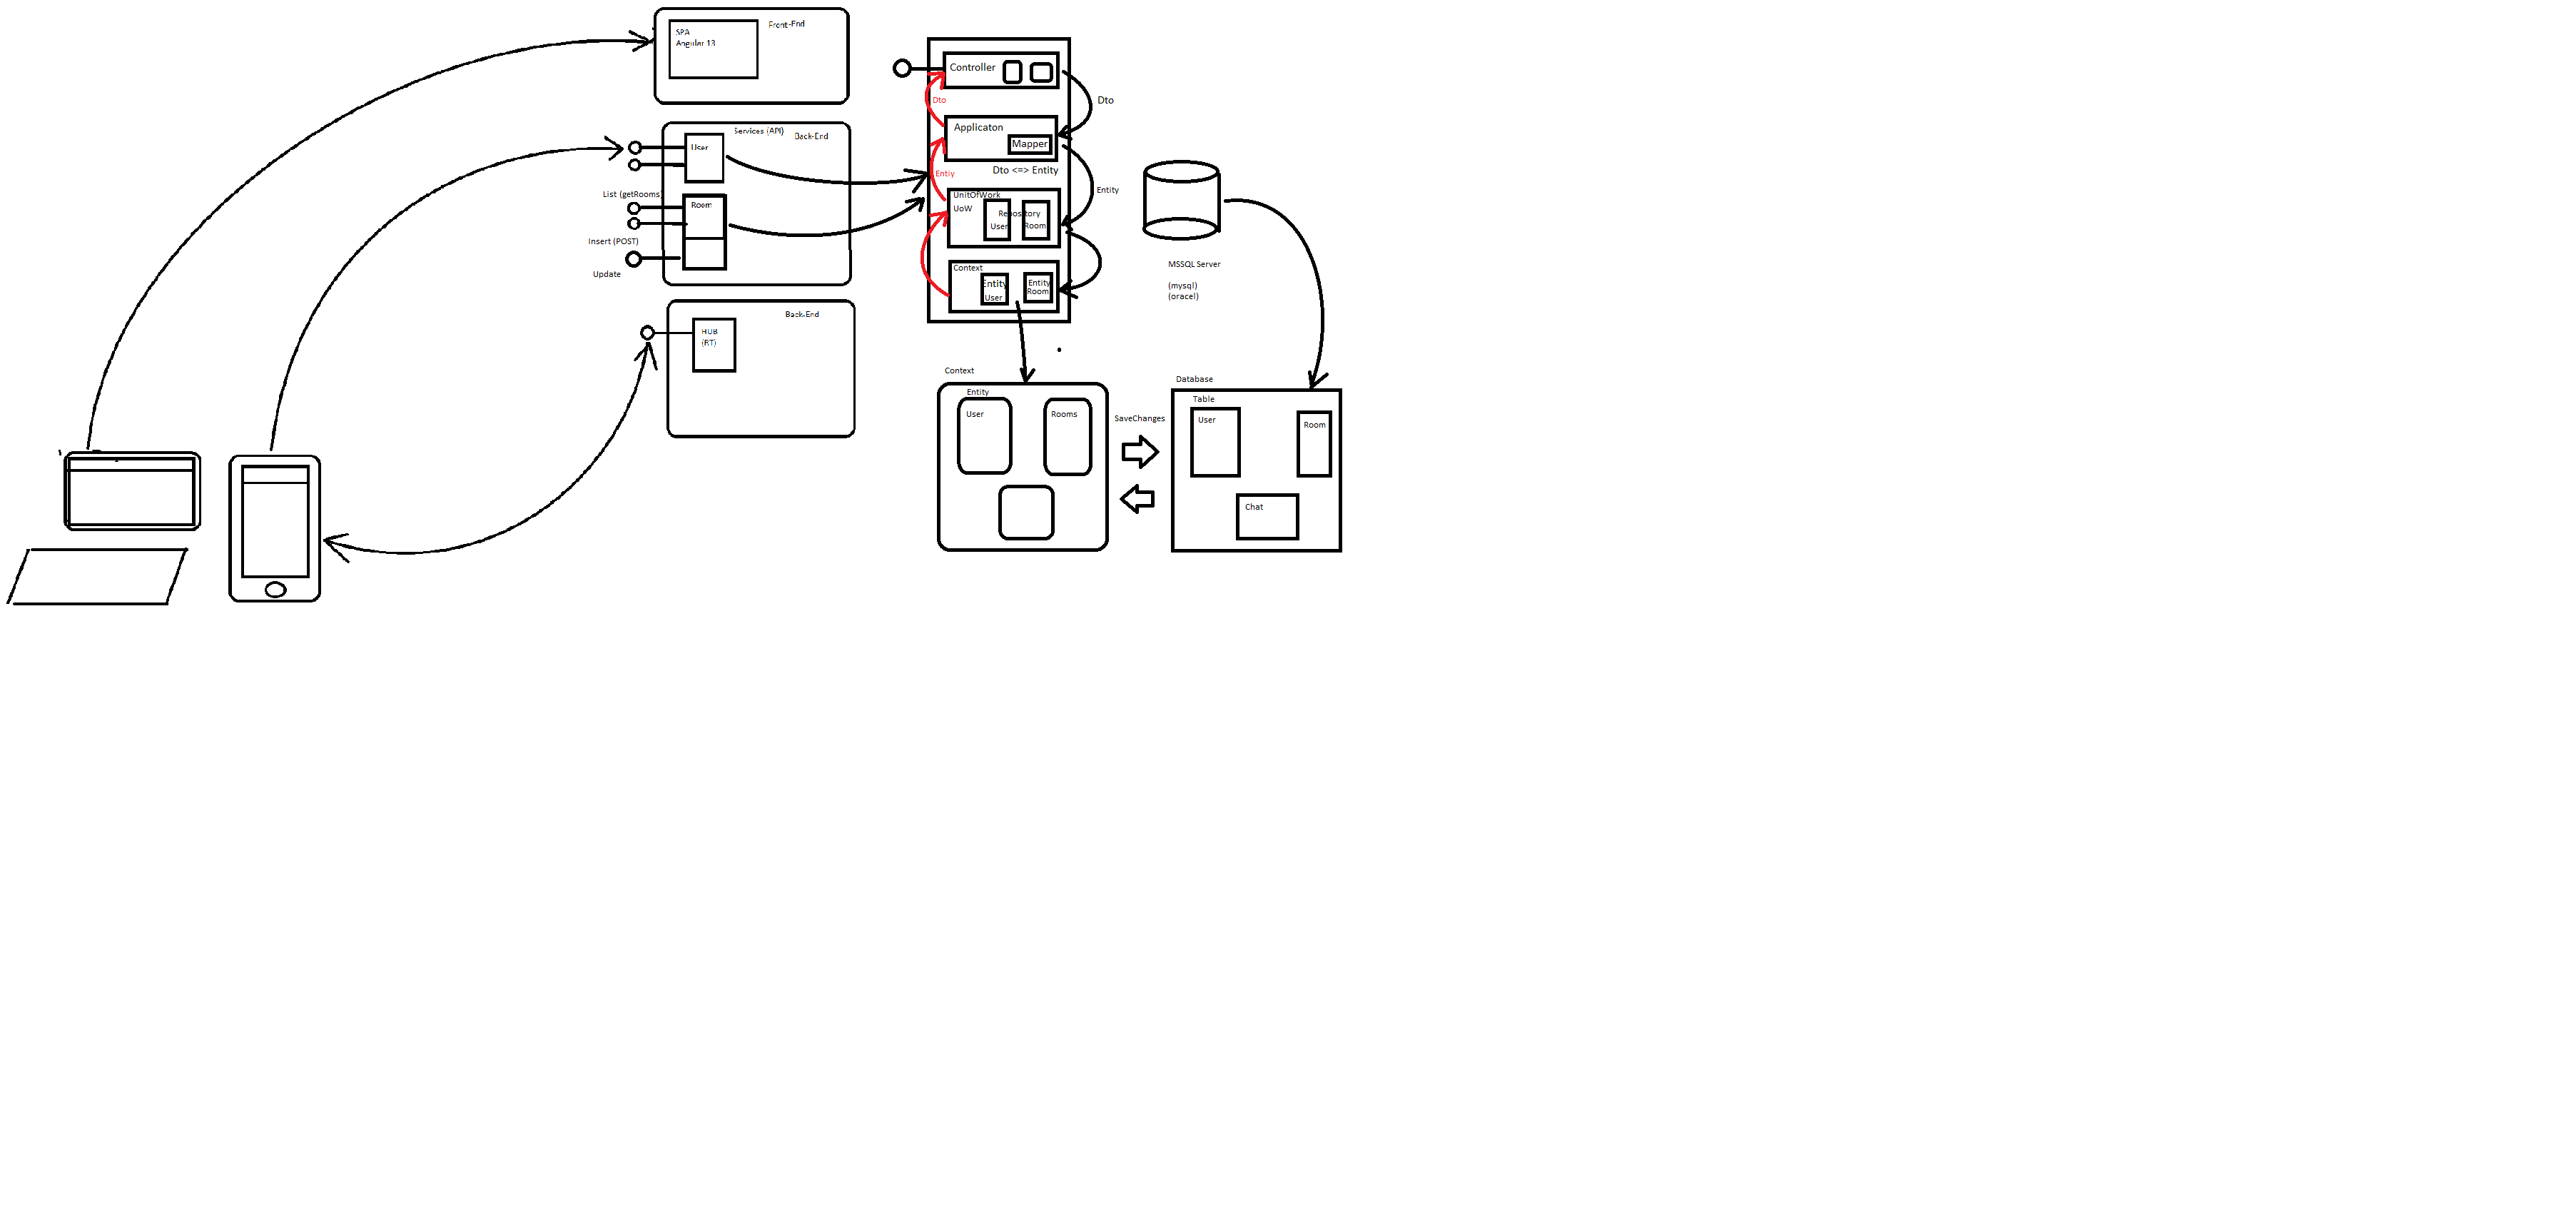 Front-End
SPA
Angular 13
Services (API)
Back-End
User
List (getRooms)
Room
Insert (POST)
Update
Back-End
HUB
(RT)
Controller
Dto
Dto
Applicaton
Mapper
Dto <=> Entity
Entiy
Entity
UnitOfWork
UoW
Repository
User
Room
Context
Entity
User
Entity
Room
MSSQL Server
(mysql)
(oracel)
Context
Entity
User
Rooms
SaveChanges
Database
Table
User
Room
Chat